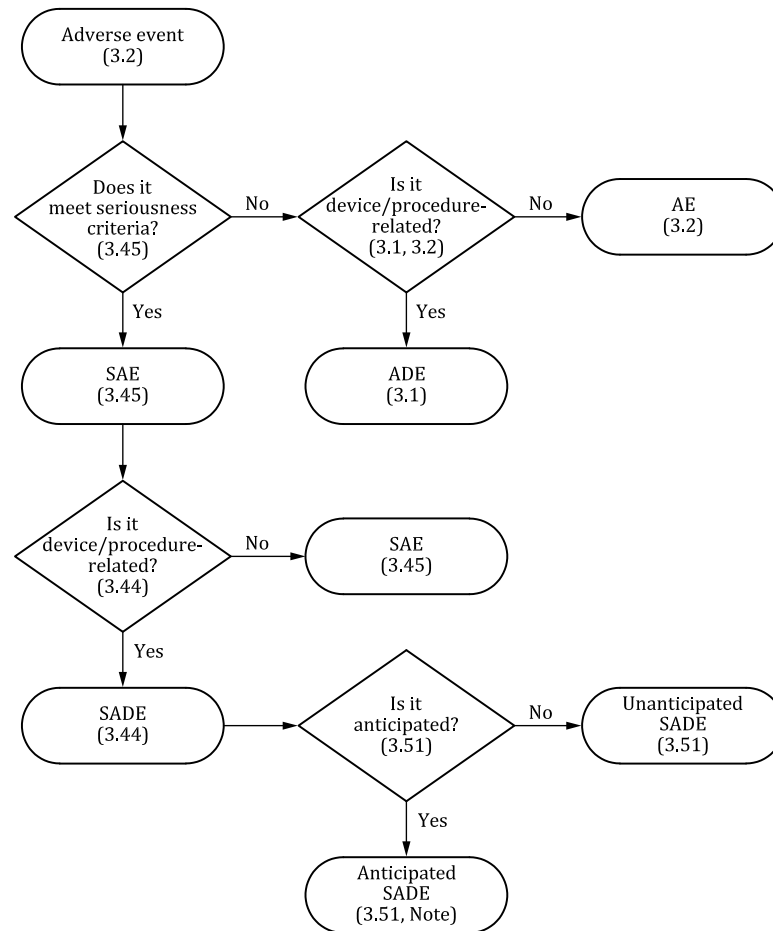 Adverse event
(3.2)
Does it
meet seriousness
criteria?
(3.45)
No
Is it
device/procedure-
related?
(3.1, 3.2)
No
AE
(3.2)
Yes
Yes
SAE
(3.45)
ADE
(3.1)
Is it
device/procedure-
related?
(3.44)
No
SAE
(3.45)
Yes
SADE
(3.44)
Is it
anticipated?
(3.51)
No
Unanticipated
SADE
(3.51)
Yes
Anticipated
SADE
(3.51, Note)